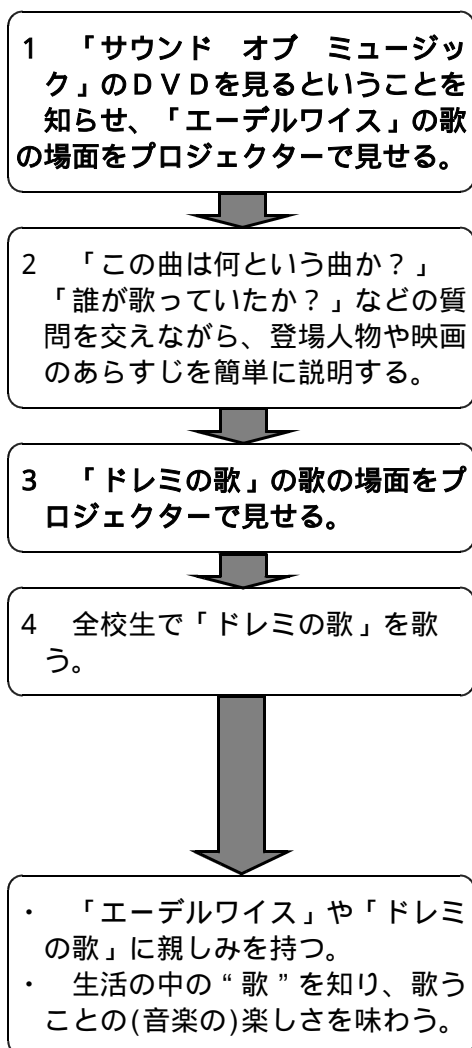 1　「サウンド　オブ　ミュージッ
ク」のＤＶＤを見るということを
知らせ、「エーデルワイス」の歌
の場面をプロジェクターで見せる。
2　「この曲は何という曲か？」
「誰が歌っていたか？」などの質
問を交えながら、登場人物や映画
のあらすじを簡単に説明する。
3　「ドレミの歌」の歌の場面をプ
ロジェクターで見せる。
4　全校生で「ドレミの歌」を歌
う。
・　「エーデルワイス」や「ドレミ
の歌」に親しみを持つ。
・　生活の中の“歌”を知り、歌う
ことの(音楽の)楽しさを味わう。